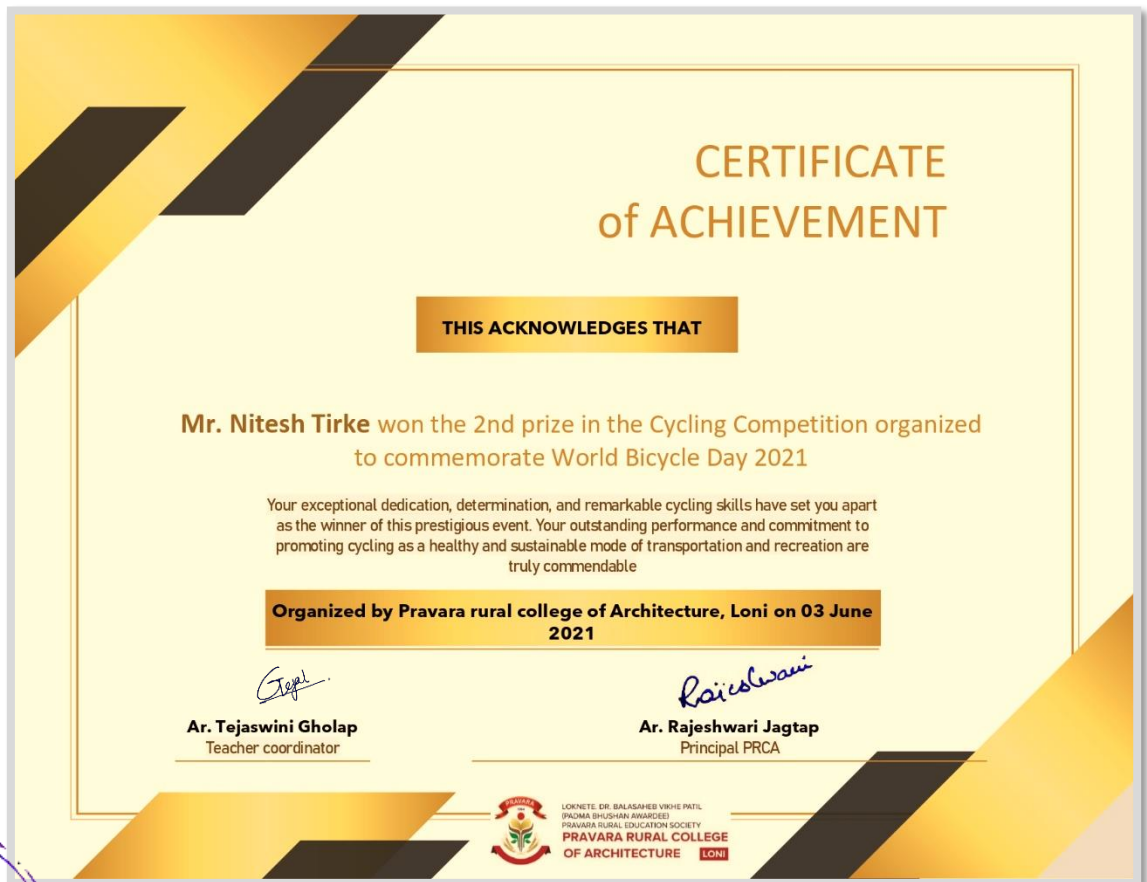 CERTIFICATE
of ACHIEVEMENT
THIS ACKNOWLEDGES THAT
Mr. Nitesh Tirke won the 2nd prize in the Cycling Competition organized
to commemorate World Bicycle Day 2021
Your exceptional dedication, determination, and remarkable cycling skills have set you apart
as the winner of this prestigious event. Your outstanding performance and commitment to
promoting cycling as a healthy and sustainable mode of transportation and recreation are
truly commendable
Organized by Pravara rural college of Architecture, Loni on 03 June
2021
Ar. Tejaswini Gholap
Teacher coordinator
Rajeshwari
Ar. Rajeshwari Jagtap
Principal PRCA
PRAVARA
LOKNETE. DR. BALASAHEB VIKHE PATIL
(PADMA BHUSHAN AWARDEE)
PRAVARA RURAL EDUCATION SOCIETY
PRAVARA RURAL COLLEGE
OF ARCHITECTURE LONI